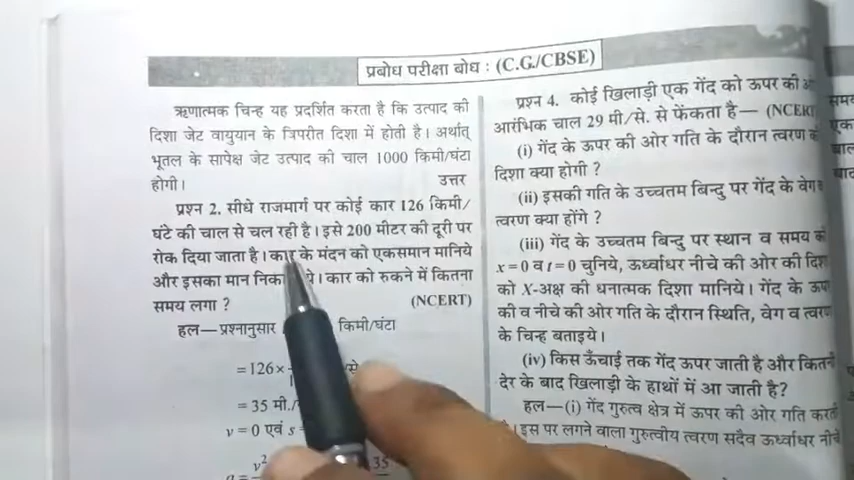 प्रबोध परीक्षा बोध : (C.G./CBSE)
ऋणात्मक चिन्ह यह प्रदर्शित करता है कि उत्पाद की
दिशा जेट वायुयान के विपरीत दिशा में होती है। अर्थात्
भूतल के सापेक्ष जेट उत्पाद की चाल 1000 किमी/घंटा
होगी। उत्तर
प्रश्न 2. सीधे राजमार्ग पर कोई कार 126 किमी/
घंटे की चाल से चल रही है। इसे 200 मीटर की दूरी पर
रोक दिया जाता है। कार के मंदन को एकसमान मानिये
और इसका मान कार को रुकने में कितना
समय लगा ?
(NCERT)
हल—प्रश्नानुसार किमी/घंटा
=126×
= 35 मी./
v = 0 एवं s =
प्रश्न 4. कोई खिलाड़ी एक गेंद को ऊपर की
आरंभिक चाल 29 मी/से. से फेंकता है— (NCERT
(i) गेंद के ऊपर की ओर गति के दौरान त्वरण
दिशा क्या होगी ?
(ii) इसकी गति के उच्चतम बिन्दु पर गेंद के
त्वरण क्या होंगे ?
(iii) गेंद के उच्चतम बिन्दु पर स्थान व समय
x = 0 व t = 0 चुनिये, ऊर्ध्वाधर नीचे की ओर की
को X-अक्ष की धनात्मक दिशा मानिये। गेंद के
की व नीचे की ओर गति के दौरान स्थिति, वेग व
के चिन्ह बताइये।
(iv) किस ऊँचाई तक गेंद ऊपर जाती है और
देर के बाद खिलाड़ी के हाथों में आ जाती है?
हल—(i) गेंद गुरुत्व क्षेत्र में ऊपर की ओर गति
इस पर लगने वाला गुरुत्वीय त्वरण सदैव ऊर्ध्वाधर